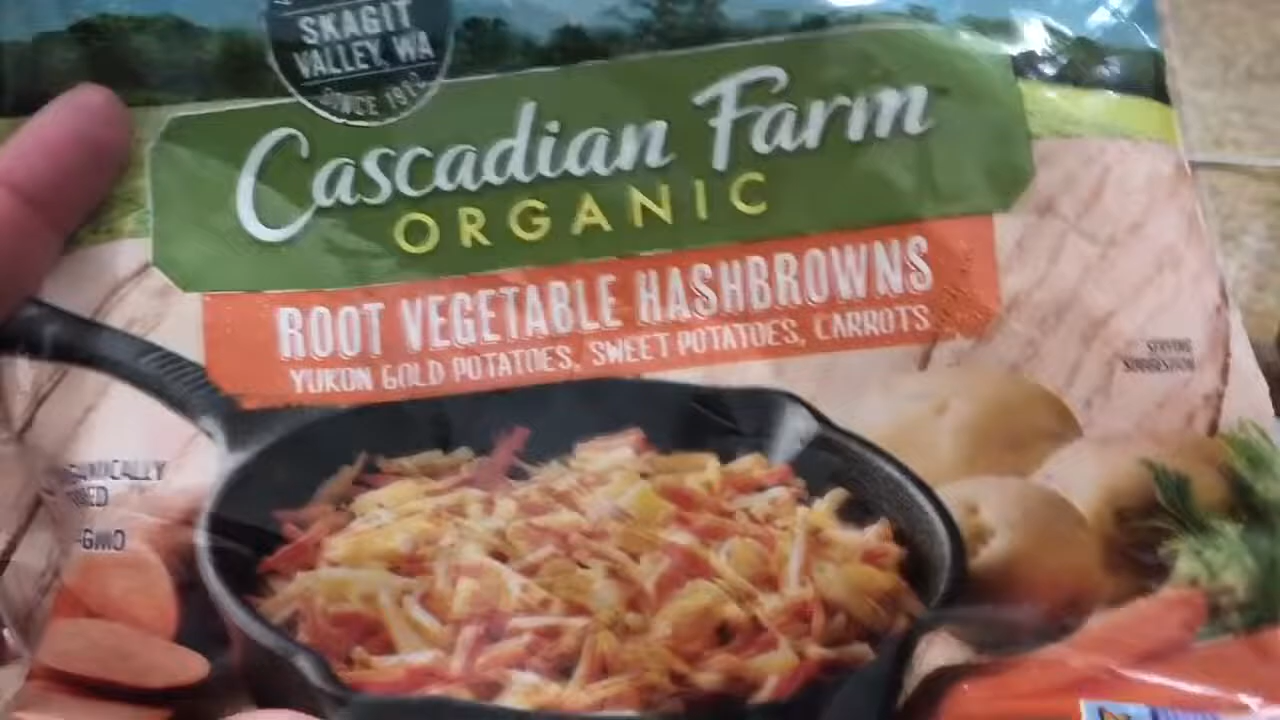 SKAGIT
VALLEY, WA
SINCE 1972
Cascadian Farm
ORGANIC
ROOT VEGETABLE HASHBROWNS
YUKON GOLD POTATOES, SWEET POTATOES, CARROTS
SERVING
SUGGESTION
GMO